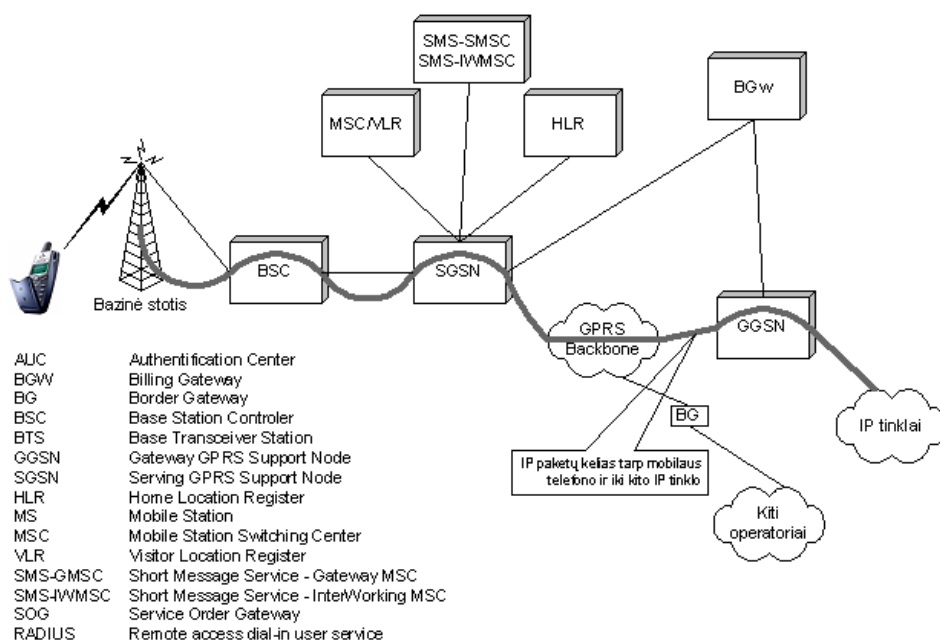 SMS-SMSC
SMS-IWMSC
BGw
MSC/VLR
HLR
BSC
SGSN
Bazinė stotis
GPRS
Backbone
GGSN
BG
IP tinklai
IP paketų kelias tarp mobilaus
telefono ir iki kito IP tinklo
Kiti
operatoriai
AUC Authentification Center
BGW Billing Gateway
BG Border Gateway
BSC Base Station Controler
BTS Base Transceiver Station
GGSN Gateway GPRS Support Node
SGSN Serving GPRS Support Node
HLR Home Location Register
MS Mobile Station
MSC Mobile Station Switching Center
VLR Visitor Location Register
SMS-GMSC Short Message Service - Gateway MSC
SMS-IWMSC Short Message Service - InterWorking MSC
SOG Service Order Gateway
RADIUS Remote access dial-in user service